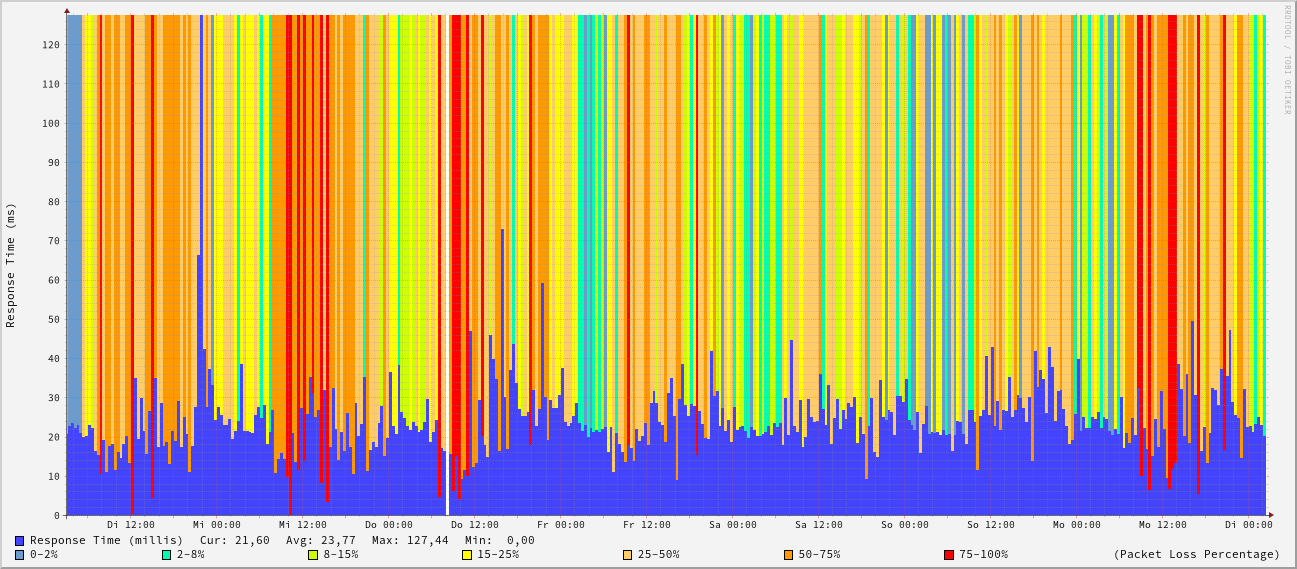 RRDTOOL / TOBI OETIKER
Response Time (ms)
120
110
100
90
80
70
60
50
40
30
20
10
0
Di 12:00 Mi 00:00 Mi 12:00 Do 00:00 Do 12:00 Fr 00:00 Fr 12:00 Sa 00:00 Sa 12:00 So 00:00 So 12:00 Mo 00:00 Mo 12:00 Di 00:00
Response Time (millis) Cur: 21,60 Avg: 23,77 Max: 127,44 Min: 0,00
0-2% 2-8% 8-15% 15-25% 25-50% 50-75% 75-100% (Packet Loss Percentage)